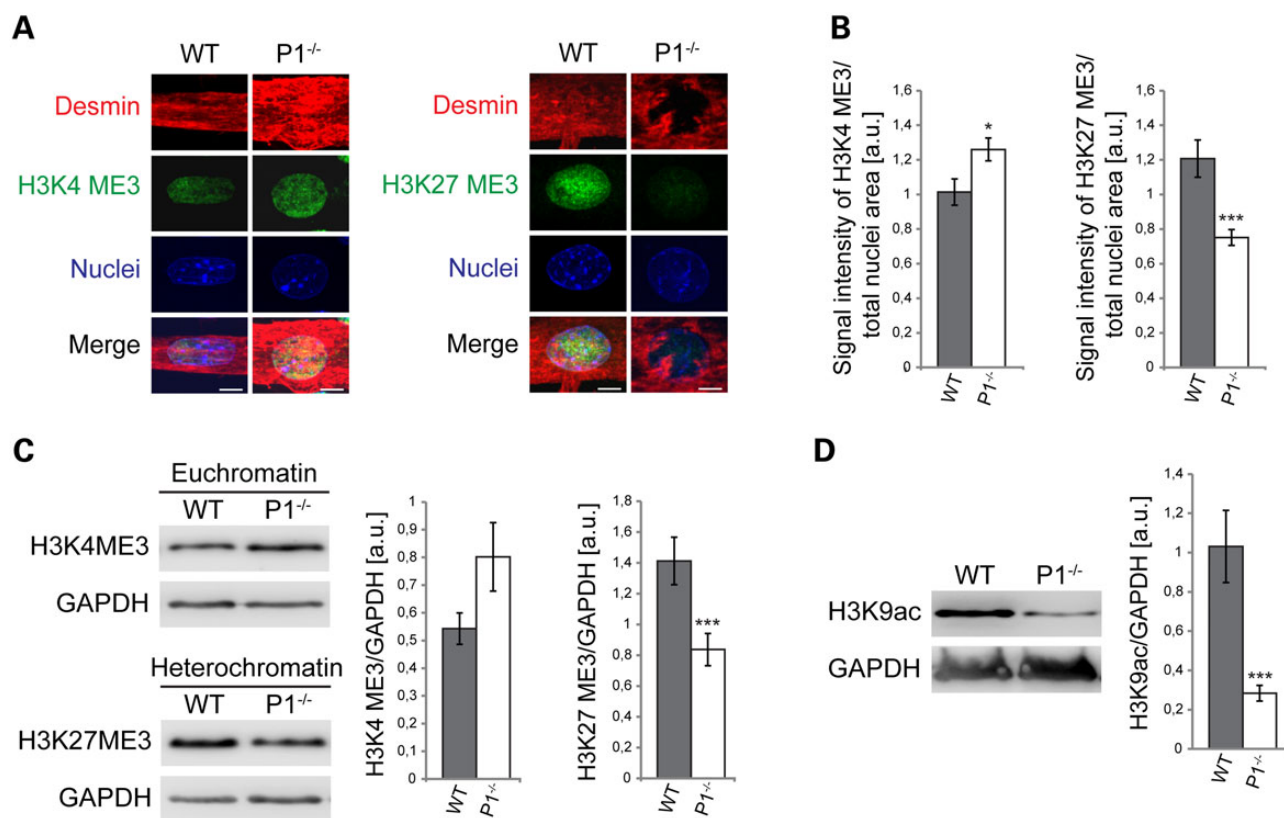 A
WT P1-/-
Desmin
H3K4 ME3
Nuclei
Merge
WT P1-/-
Desmin
H3K27 ME3
Nuclei
Merge
B
Signal intensity of H3K4 ME3/
total nuclei area [a.u.]
1,6
1,4
1,2
1
0,8
0,6
0,4
0,2
0
*
WT
P1-/-
Signal intensity of H3K27 ME3/
total nuclei area [a.u.]
1,6
1,4
1,2
1
0,8
0,6
0,4
0,2
0
***
WT
P1-/-
C
Euchromatin
WT P1-/-
H3K4ME3
GAPDH
Heterochromatin
WT P1-/-
H3K27ME3
GAPDH
H3K4 ME3/GAPDH [a.u.]
1
0,9
0,8
0,7
0,6
0,5
0,4
0,3
0,2
0,1
0
WT
P1-/-
H3K27 ME3/GAPDH [a.u.]
1,8
1,6
1,4
1,2
1
0,8
0,6
0,4
0,2
0
***
WT
P1-/-
D
WT P1-/-
H3K9ac
GAPDH
H3K9ac/GAPDH [a.u.]
1,4
1,2
1
0,8
0,6
0,4
0,2
0
***
WT
P1-/-